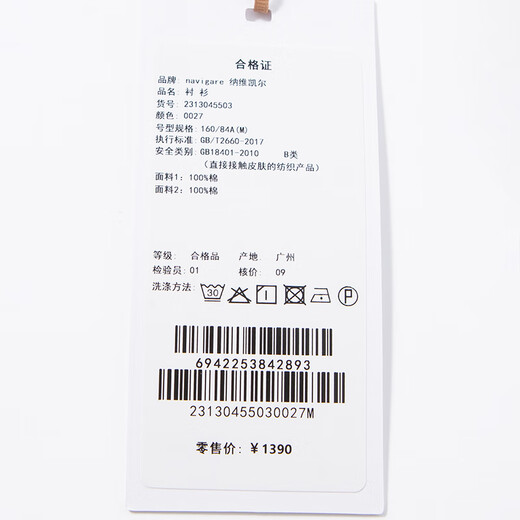 合格证
品牌: navigare 纳维凯尔
品名: 衬 衫
货号: 2313045503
颜色: 0027
号型规格: 160/84A(M)
执行标准: GB/T2660-2017
安全类别: GB18401-2010 B类
(直接接触皮肤的纺织产品)
面料1: 100%棉
面料2: 100%棉
等级: 合格品 产地: 广州
检验员: 01 核价: 09
洗涤方法: 30 P
6942253842893
23130455030027M
零售价: ¥1390